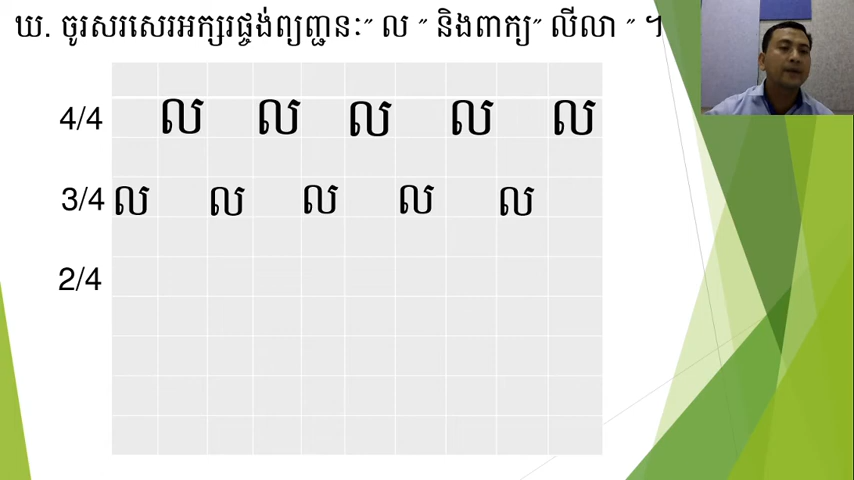 ឃ. ចូរសរសេរអក្សរផ្ចង់ព្យញ្ជនៈ˝ ល ˝ និងពាក្យ˝ លីលា ˝ ។
4/4 ល ល ល ល ល
3/4 ល ល ល ល ល
2/4